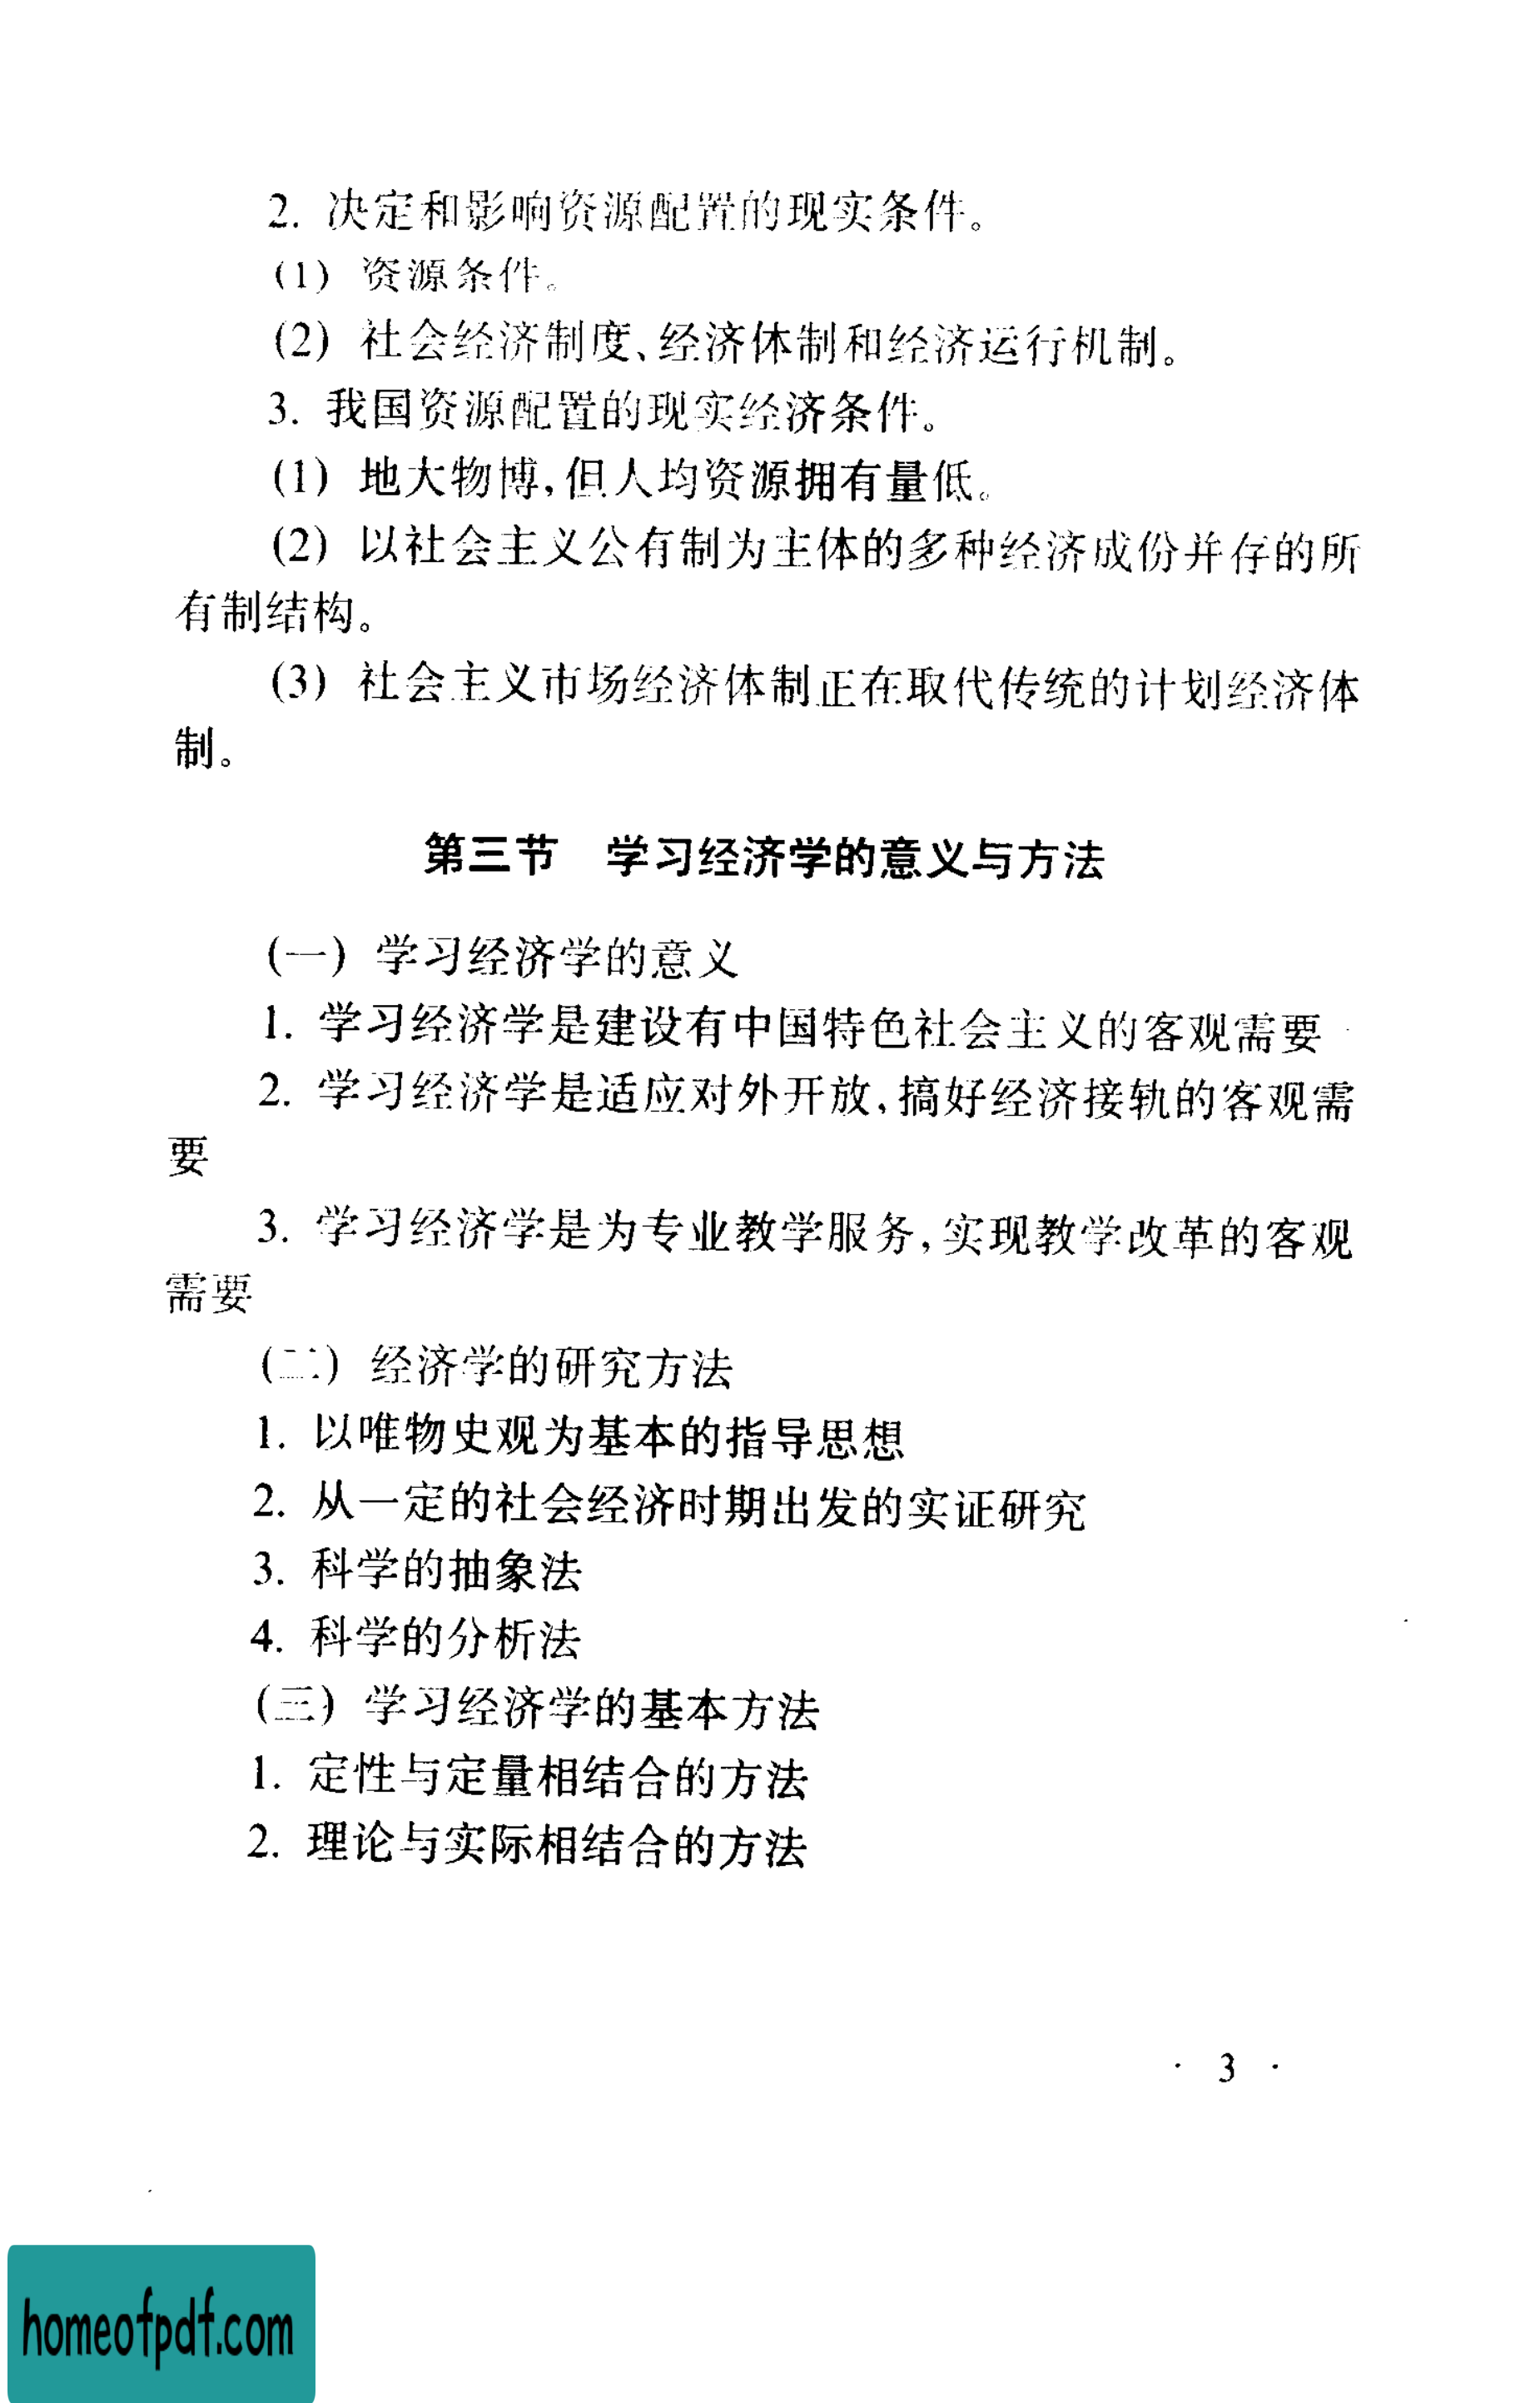 2. 决定和影响资源配置的现实条件。
(1) 资源条件。
(2) 社会经济制度、经济体制和经济运行机制。
3. 我国资源配置的现实经济条件。
(1) 地大物博,但人均资源拥有量低。
(2) 以社会主义公有制为主体的多种经济成份并存的所
有制结构。
(3) 社会主义市场经济体制正在取代传统的计划经济体
制。
第三节 学习经济学的意义与方法
(一) 学习经济学的意义
1. 学习经济学是建设有中国特色社会主义的客观需要
2. 学习经济学是适应对外开放,搞好经济接轨的客观需
要
3. 学习经济学是为专业教学服务,实现教学改革的客观
需要
(二) 经济学的研究方法
1. 以唯物史观为基本的指导思想
2. 从一定的社会经济时期出发的实证研究
3. 科学的抽象法
4. 科学的分析法
(三) 学习经济学的基本方法
1. 定性与定量相结合的方法
2. 理论与实际相结合的方法
· 3 ·
homeofpdf.com